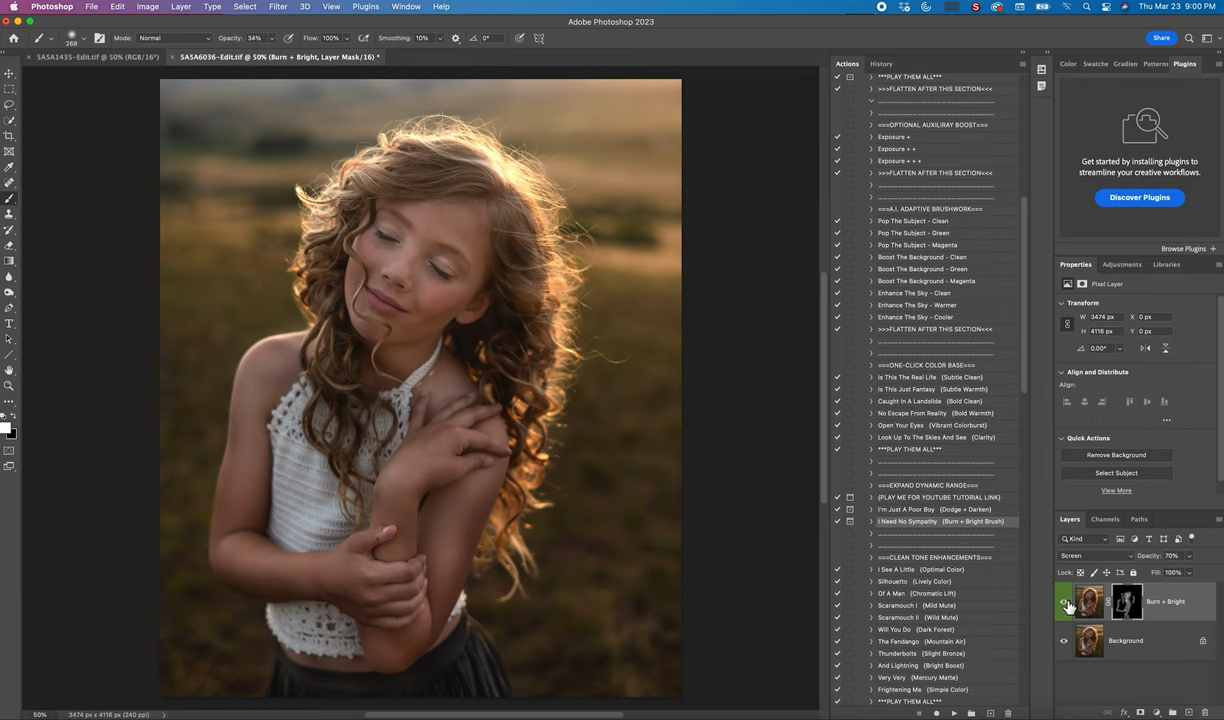 Photoshop File Edit Image Layer Type Select Filter 3D View Plugins Window Help Thu Mar 23 9:00 PM
Adobe Photoshop 2023
268 Mode: Normal Opacity: 34% Flow: 100% Smoothing: 10% 0° Share
SA5A1435-Edit.tif @ 50% (RGB/16*) SA5A6036-Edit.tif @ 50% (Burn + Bright, Layer Mask/16) *
Actions History
***PLAY THEM ALL***
>>>FLATTEN AFTER THIS SECTION<<<
===OPTIONAL AUXILIRAY BOOST===
Exposure +
Exposure + +
Exposure + + +
>>>FLATTEN AFTER THIS SECTION<<<
===A.I. ADAPTIVE BRUSHWORK===
Pop The Subject - Clean
Pop The Subject - Green
Pop The Subject - Magenta
Boost The Background - Clean
Boost The Background - Green
Boost The Background - Magenta
Enhance The Sky - Clean
Enhance The Sky - Warmer
Enhance The Sky - Cooler
>>>FLATTEN AFTER THIS SECTION<<<
===ONE-CLICK COLOR BASE===
Is This The Real Life {Subtle Clean}
Is This Just Fantasy {Subtle Warmth}
Caught In A Landslide {Bold Clean}
No Escape From Reality {Bold Warmth}
Open Your Eyes {Vibrant Colorburst}
Look Up To The Skies And See {Clarity}
***PLAY THEM ALL***
===EXPAND DYNAMIC RANGE===
{PLAY ME FOR YOUTUBE TUTORIAL LINK}
I'm Just A Poor Boy {Dodge + Darken}
I Need No Sympathy {Burn + Bright Brush}
===CLEAN TONE ENHANCEMENTS===
I See A Little {Optimal Color}
Silhouetto {Lively Color}
Of A Man {Chromatic Lift}
Scaramouch I {Mild Mute}
Scaramouch II {Wild Mute}
Will You Do {Dark Forest}
The Fandango {Mountain Air}
Thunderbolts {Slight Bronze}
And Lightning {Bright Boost}
Very Very {Mercury Matte}
Frightening Me {Simple Color}
***PLAY THEM ALL***
Color Swatche Gradien Patterns Plugins
Get started by installing plugins to
streamline your creative workflows.
Discover Plugins
Browse Plugins +
Properties Adjustments Libraries
Pixel Layer
Transform
W 3474 px X 0 px
H 4116 px Y 0 px
0.00°
Align and Distribute
Align:
Quick Actions
Remove Background
Select Subject
View More
Layers Channels Paths
Kind
Screen Opacity: 70%
Lock: Fill: 100%
Burn + Bright
Background
50% 3474 px x 4116 px (240 ppi)